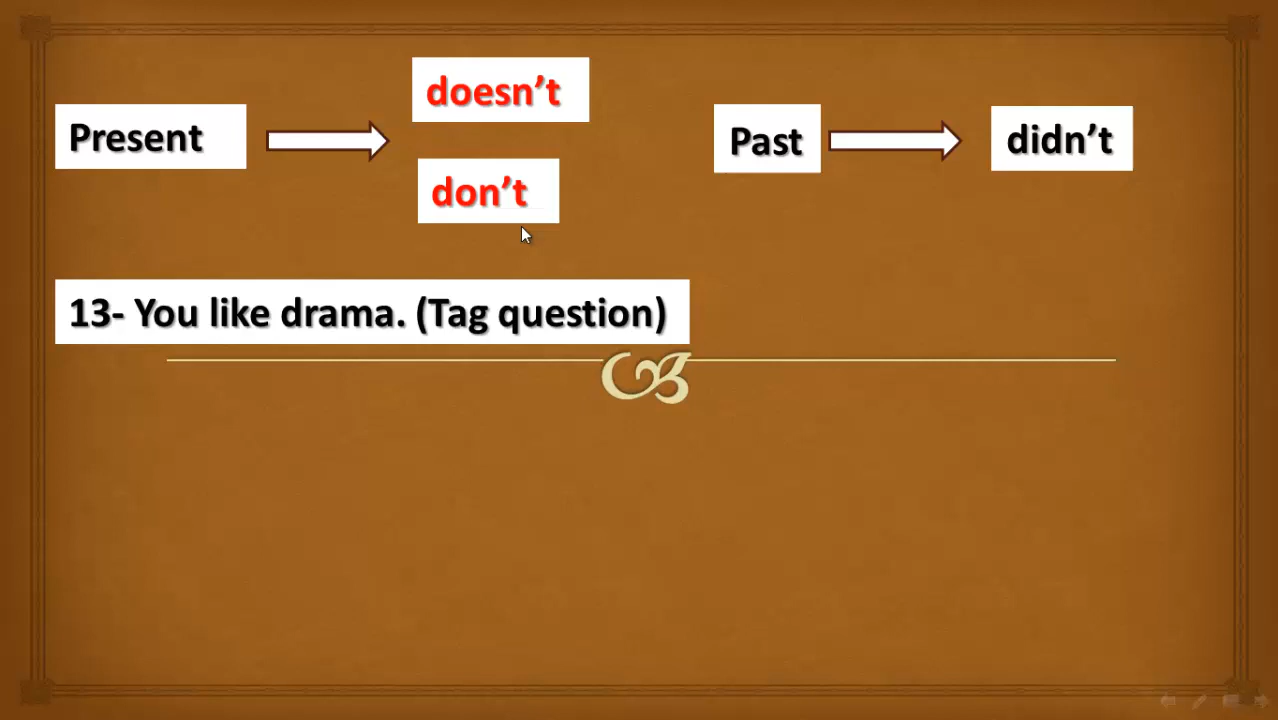 Present
doesn’t
don’t
Past
didn’t
13- You like drama. (Tag question)